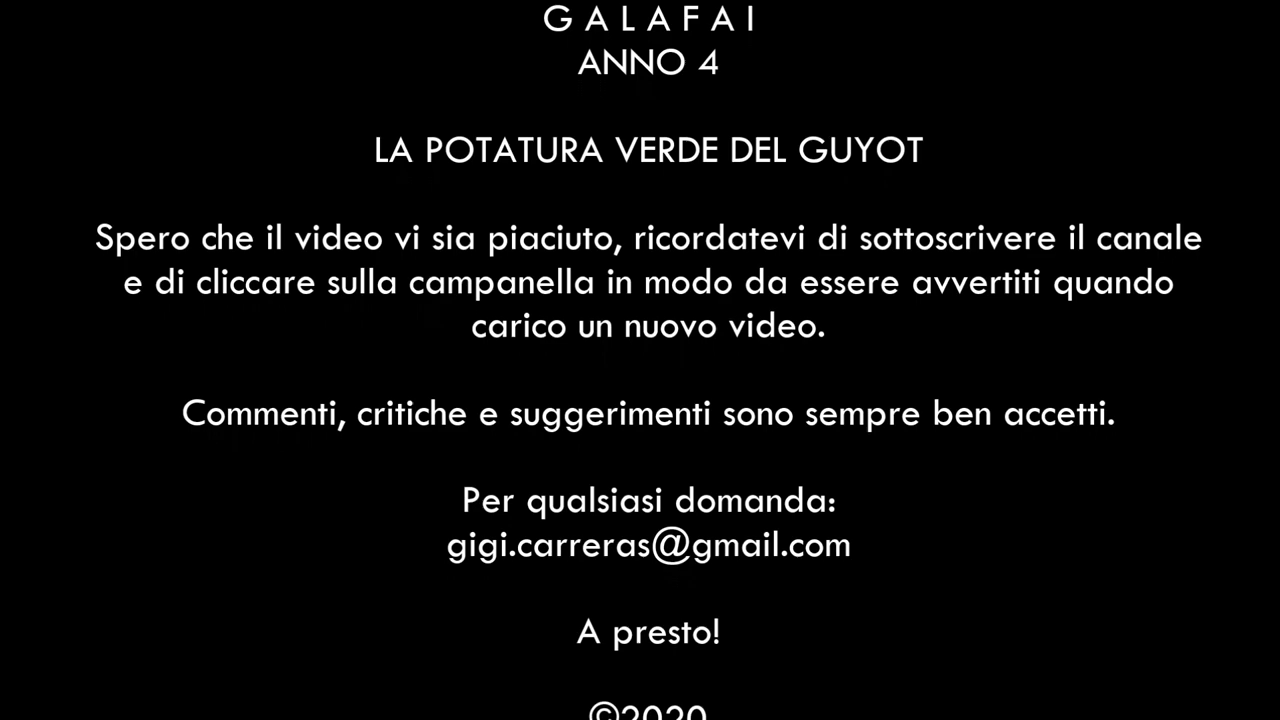 G A L A F A I
ANNO 4
LA POTATURA VERDE DEL GUYOT
Spero che il video vi sia piaciuto, ricordatevi di sottoscrivere il canale
e di cliccare sulla campanella in modo da essere avvertiti quando
carico un nuovo video.
Commenti, critiche e suggerimenti sono sempre ben accetti.
Per qualsiasi domanda:
gigi.carreras@gmail.com
A presto!
©2020